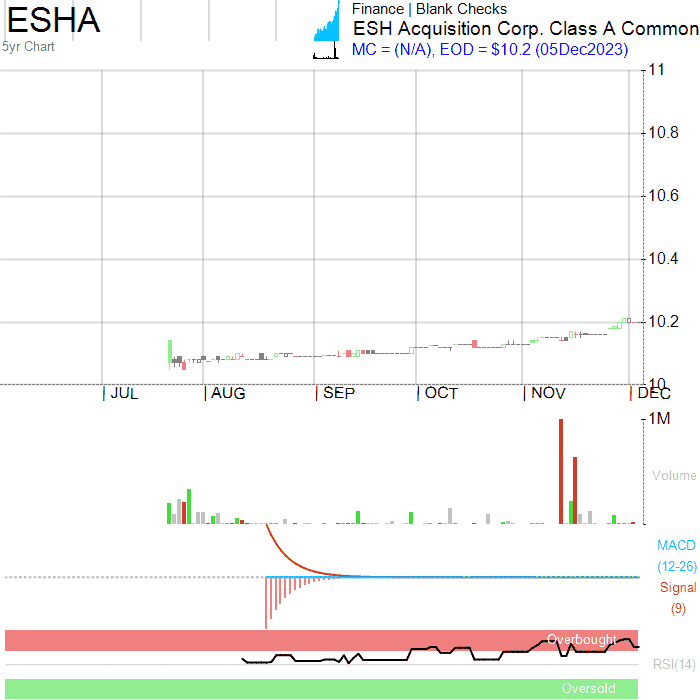 ESHA
5yr Chart
Finance | Blank Checks
ESH Acquisition Corp. Class A Common
MC = (N/A), EOD = $10.2 (05Dec2023)
11
10.8
10.6
10.4
10.2
10
JUL AUG SEP OCT NOV DEC
1M
Volume
MACD
(12-26)
Signal
(9)
Overbought
RSI(14)
Oversold